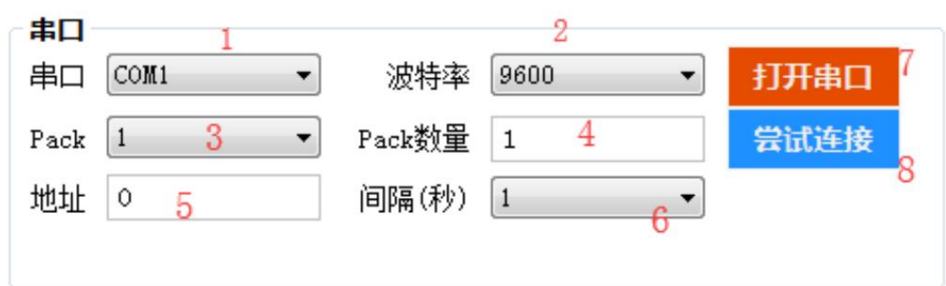 串口
1 2
串口 COM1 波特率 9600 打开串口 7
Pack 1 3 Pack数量 1 4 尝试连接 8
地址 0 5 间隔(秒) 1 6